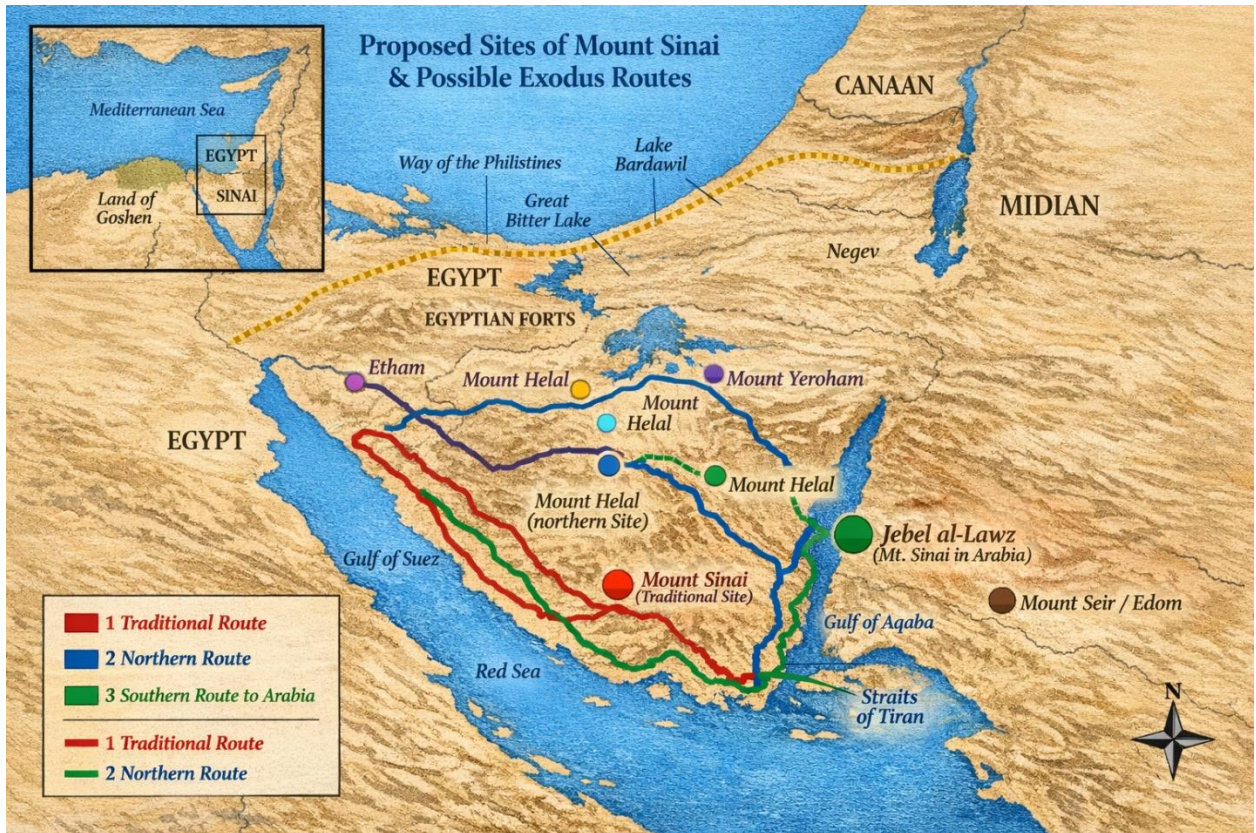 Proposed Sites of Mount Sinai
& Possible Exodus Routes
Mediterranean Sea
EGYPT
SINAI
Land of
Goshen
CANAAN
Way of the Philistines
Lake
Bardawil
Great
Bitter Lake
MIDIAN
Negev
EGYPT
EGYPTIAN FORTS
Etham
Mount Helal
Mount Yeroham
Mount
Helal
EGYPT
Mount Helal
(northern Site)
Mount Helal
Jebel al-Lawz
(Mt. Sinai in Arabia)
Gulf of Suez
Mount Sinai
(Traditional Site)
Mount Seir / Edom
Gulf of Aqaba
Red Sea
Straits
of Tiran
N
1 Traditional Route
2 Northern Route
3 Southern Route to Arabia
1 Traditional Route
2 Northern Route